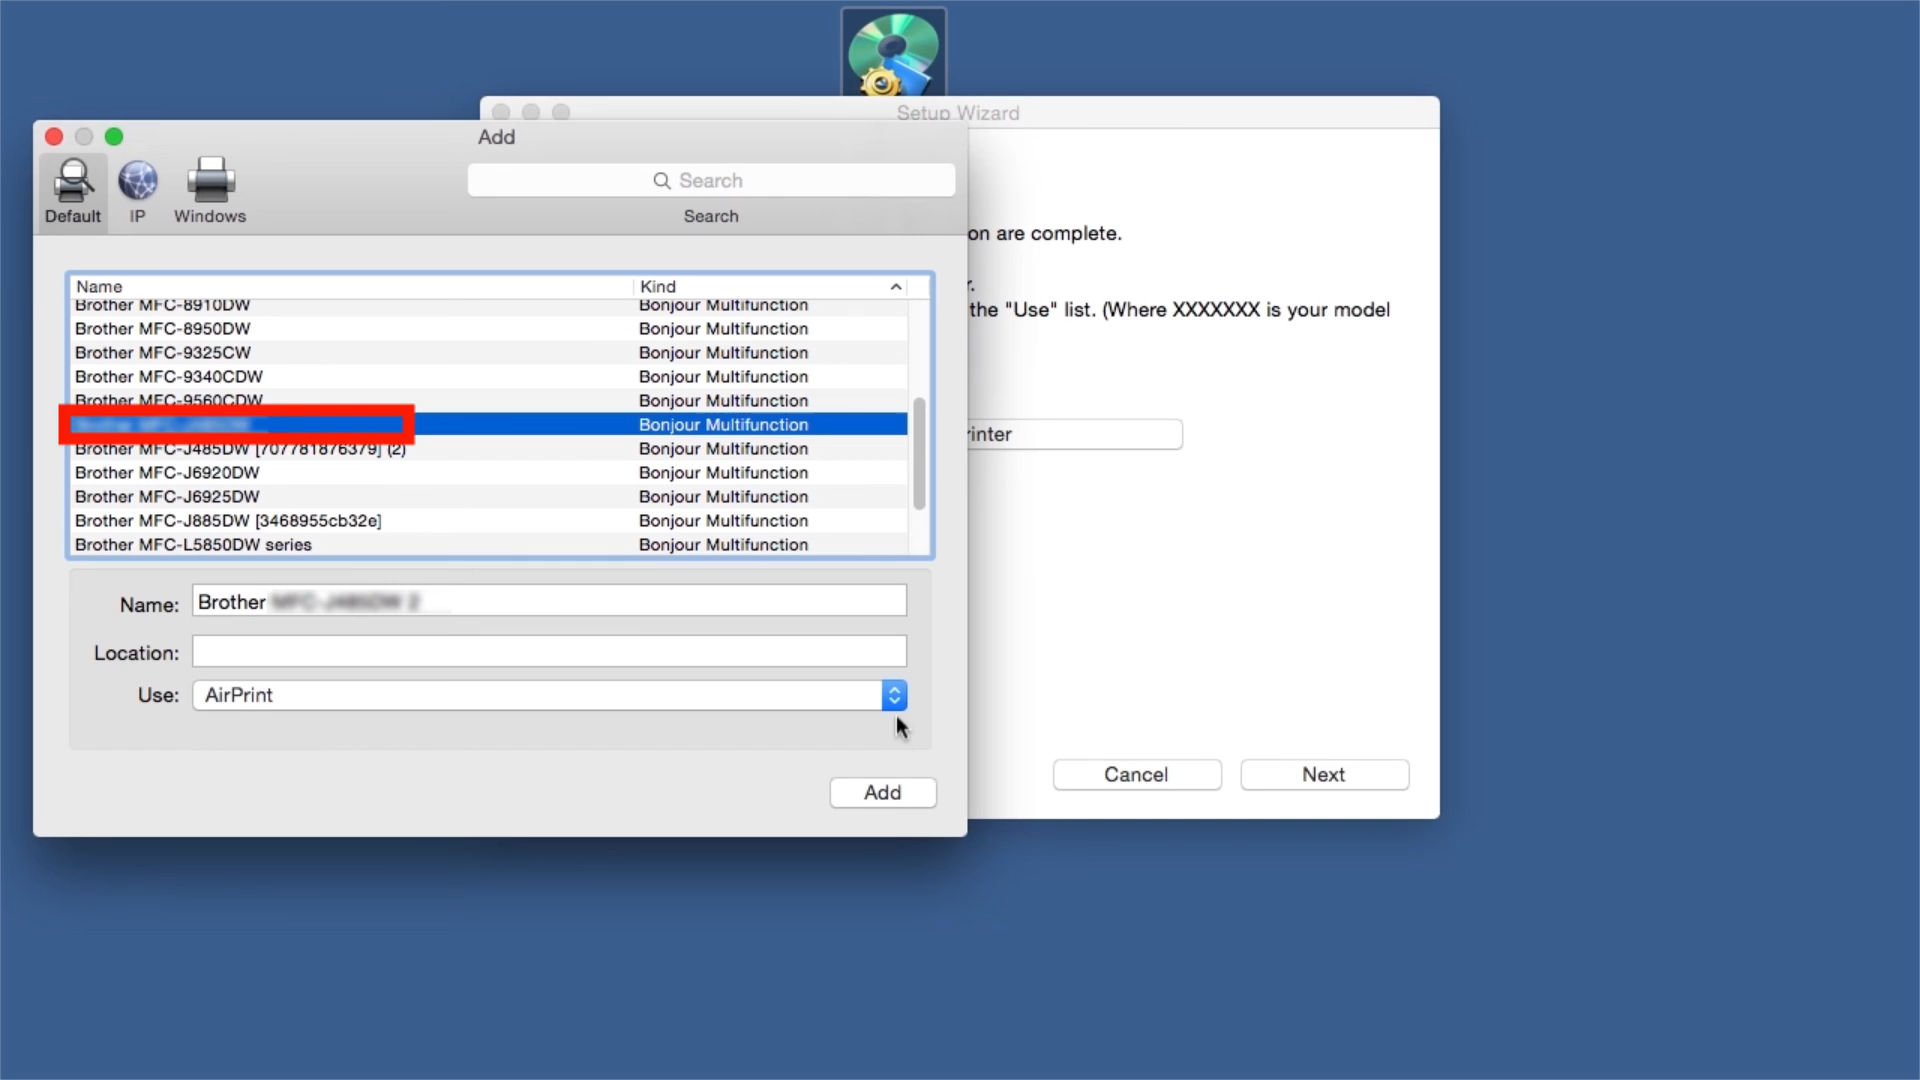 Setup Wizard
Add
Search
Default
IP
Windows
Search
on are complete.
r.
the "Use" list. (Where XXXXXXX is your model
rinter
Name
Kind
Brother MFC-8910DW
Bonjour Multifunction
Brother MFC-8950DW
Bonjour Multifunction
Brother MFC-9325CW
Bonjour Multifunction
Brother MFC-9340CDW
Bonjour Multifunction
Brother MFC-9560CDW
Bonjour Multifunction
Bonjour Multifunction
Brother MFC-J485DW [707781876379] (2)
Bonjour Multifunction
Brother MFC-J6920DW
Bonjour Multifunction
Brother MFC-J6925DW
Bonjour Multifunction
Brother MFC-J885DW [3468955cb32e]
Bonjour Multifunction
Brother MFC-L5850DW series
Bonjour Multifunction
Name:
Brother
Location:
Use:
AirPrint
Add
Cancel
Next